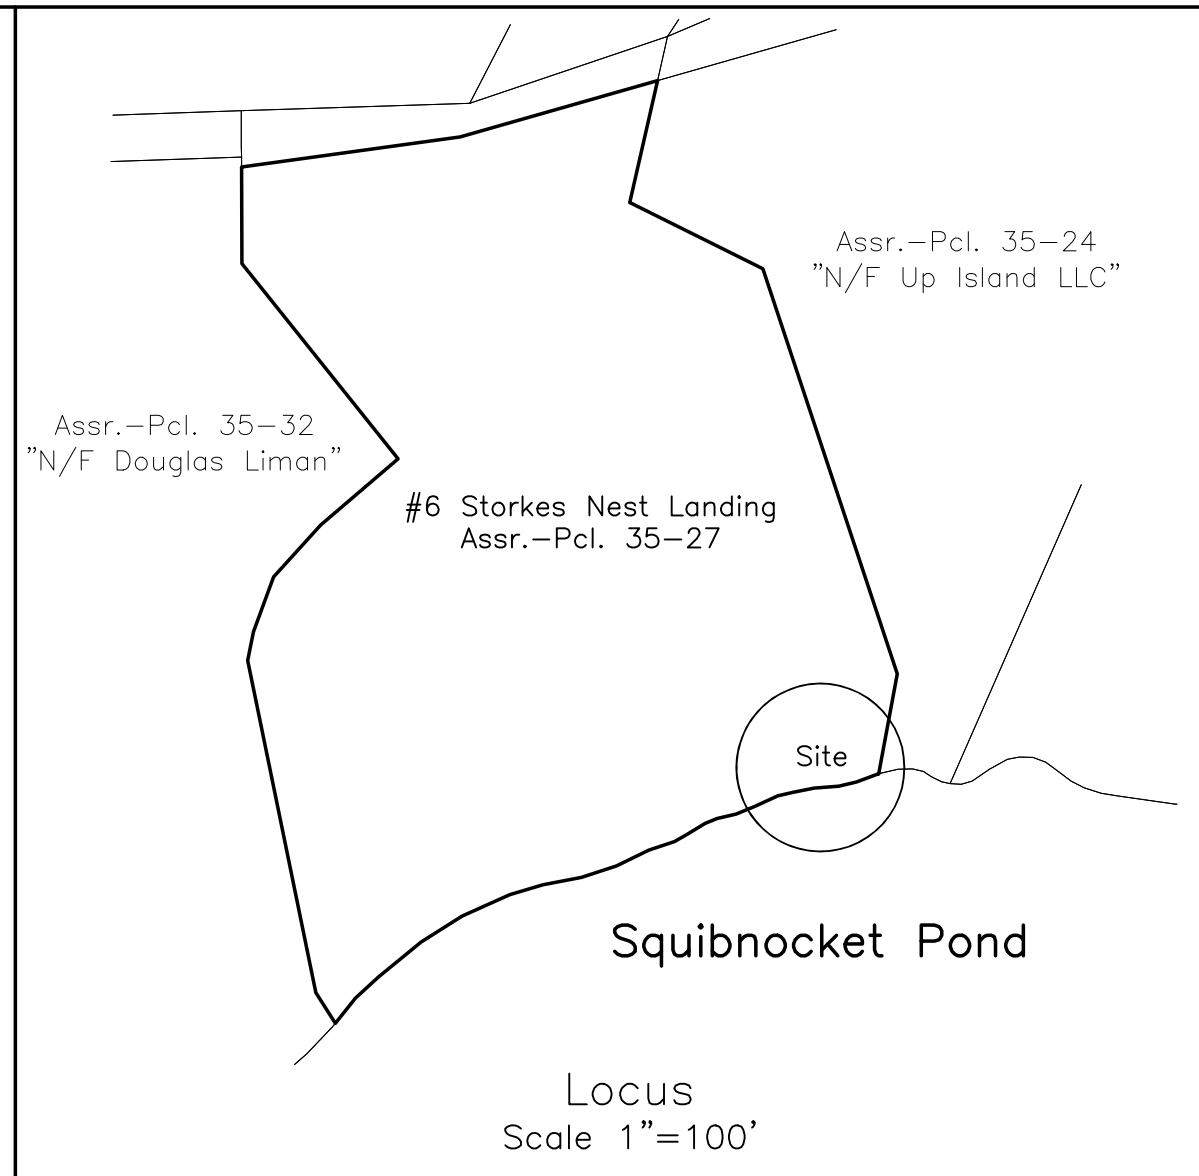 Assr.-Pcl. 35-24
"N/F Up Island LLC"
Assr.-Pcl. 35-32
"N/F Douglas Liman"
#6 Storkes Nest Landing
Assr.-Pcl. 35-27
Site
Squibnocket Pond
Locus
Scale 1"=100'